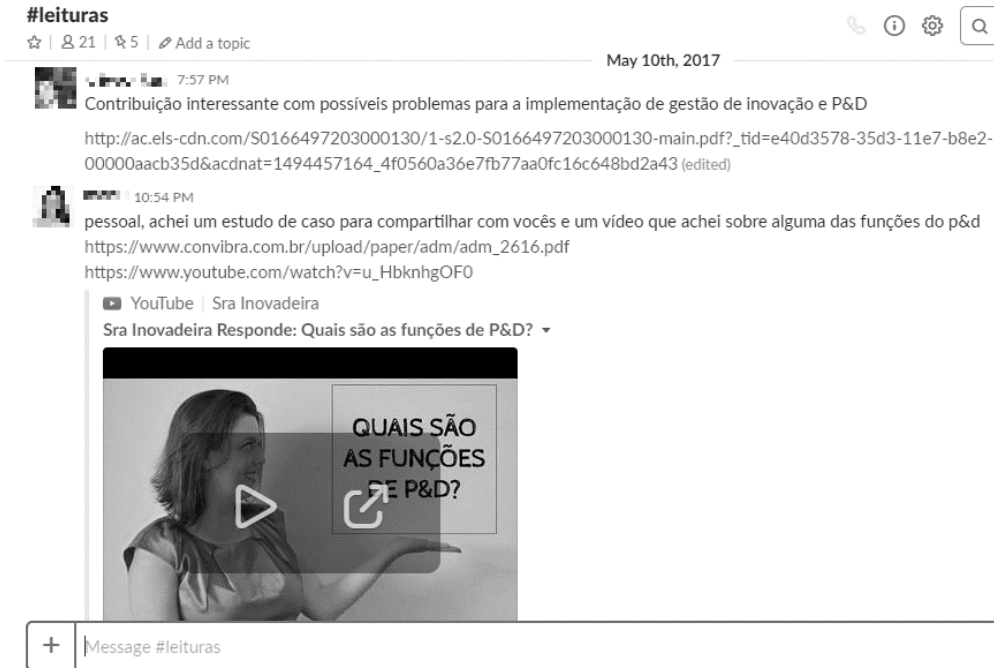 #leituras
21 5 Add a topic
May 10th, 2017
7:57 PM
Contribuição interessante com possíveis problemas para a implementação de gestão de inovação e P&D
http://ac.els-cdn.com/S0166497203000130/1-s2.0-S0166497203000130-main.pdf?_tid=e40d3578-35d3-11e7-b8e2-
00000aacb35d&acdnat=1494457164_4f0560a36e7fb77aa0fc16c648bd2a43 (edited)
10:54 PM
pessoal, achei um estudo de caso para compartilhar com vocês e um vídeo que achei sobre alguma das funções do p&d
https://www.convibra.com.br/upload/paper/adm/adm_2616.pdf
https://www.youtube.com/watch?v=u_HbknhgOF0
YouTube Sra Inovadeira
Sra Inovadeira Responde: Quais são as funções de P&D?
QUAIS SÃO
AS FUNÇÕES
DE P&D?
Message #leituras